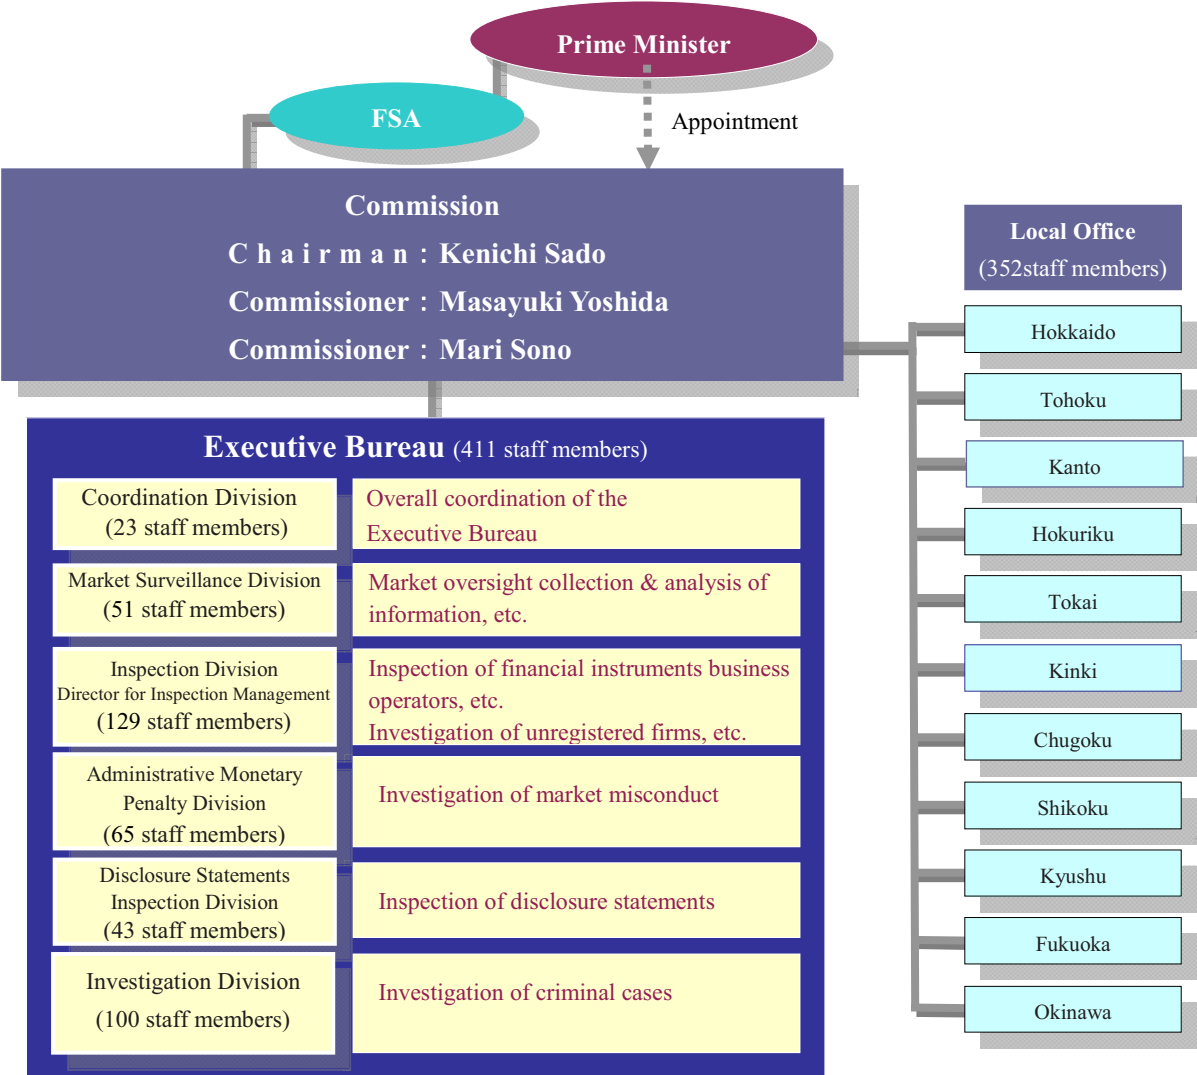 Prime Minister
FSA
Appointment
Commission
C h a i r m a n : Kenichi Sado
Commissioner : Masayuki Yoshida
Commissioner : Mari Sono
Executive Bureau (411 staff members)
Coordination Division
(23 staff members)
Overall coordination of the
Executive Bureau
Market Surveillance Division
(51 staff members)
Market oversight collection & analysis of
information, etc.
Inspection Division
Director for Inspection Management
(129 staff members)
Inspection of financial instruments business
operators, etc.
Investigation of unregistered firms, etc.
Administrative Monetary
Penalty Division
(65 staff members)
Investigation of market misconduct
Disclosure Statements
Inspection Division
(43 staff members)
Inspection of disclosure statements
Investigation Division
(100 staff members)
Investigation of criminal cases
Local Office
(352staff members)
Hokkaido
Tohoku
Kanto
Hokuriku
Tokai
Kinki
Chugoku
Shikoku
Kyushu
Fukuoka
Okinawa